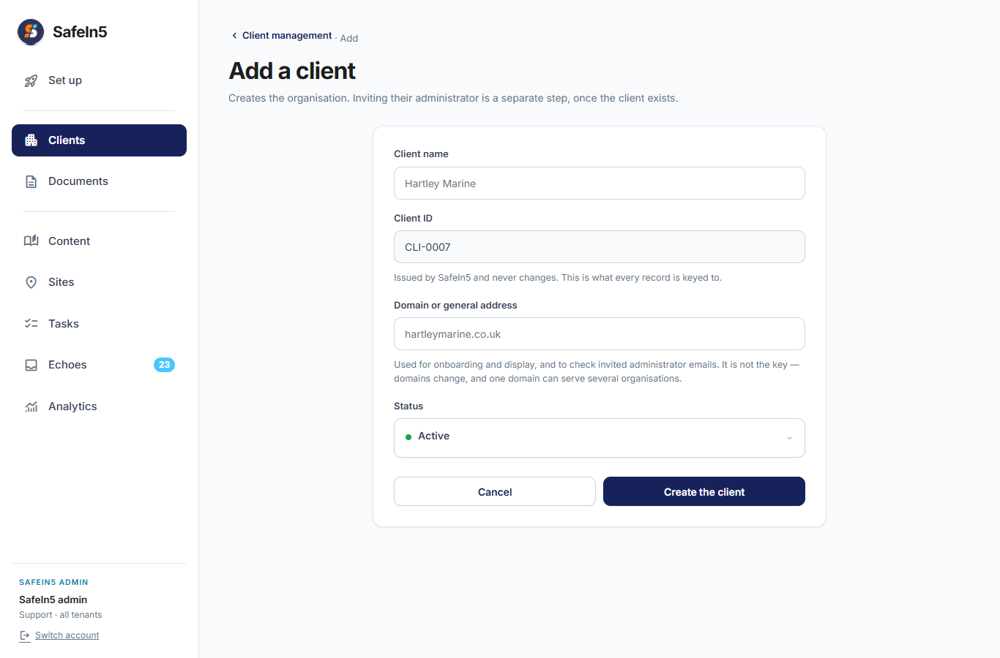 SafeIn5
Set up
Clients
Documents
Content
Sites
Tasks
Echoes 23
Analytics
SAFEIN5 ADMIN
SafeIn5 admin
Support · all tenants
Switch account
Client management · Add
Add a client
Creates the organisation. Inviting their administrator is a separate step, once the client exists.
Client name
Hartley Marine
Client ID
CLI-0007
Issued by SafeIn5 and never changes. This is what every record is keyed to.
Domain or general address
hartleymarine.co.uk
Used for onboarding and display, and to check invited administrator emails. It is not the key —
domains change, and one domain can serve several organisations.
Status
Active
Cancel
Create the client